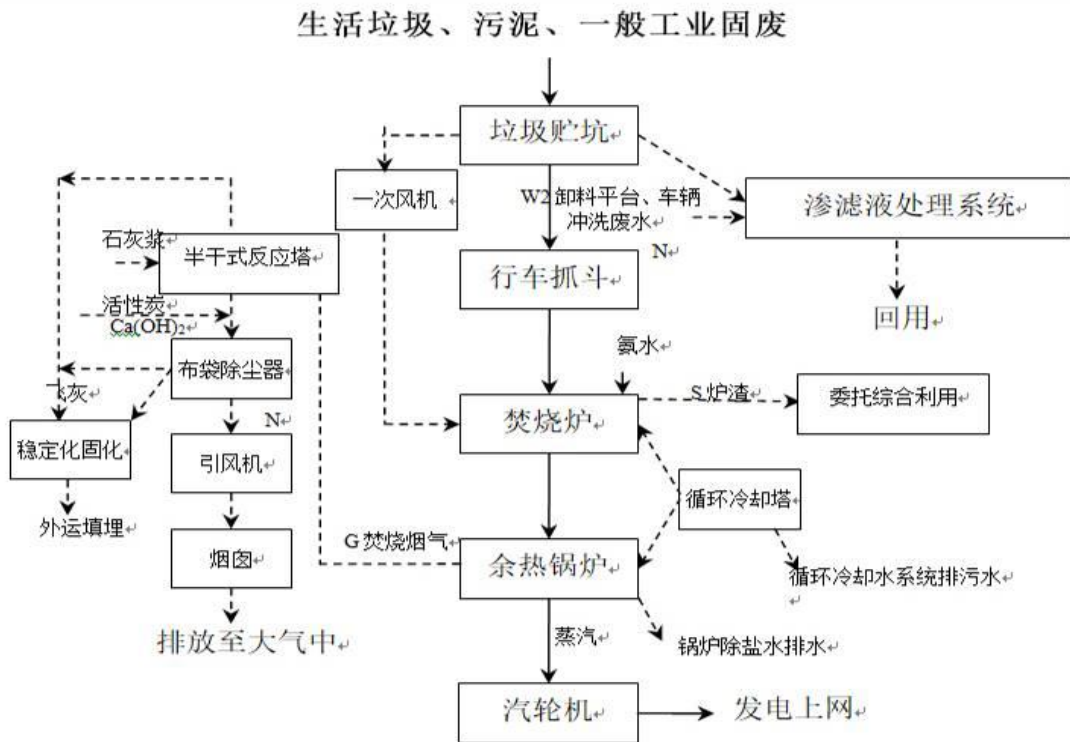 生活垃圾、污泥、一般工业固废
垃圾贮坑
一次风机
W2 卸料平台、车辆
冲洗废水
渗滤液处理系统
石灰浆
半干式反应塔
N
行车抓斗
活性炭
Ca(OH)2
回用
氨水
布袋除尘器
飞灰
S 炉渣
委托综合利用
焚烧炉
N
稳定化固化
引风机
循环冷却塔
外运填埋
烟囱
G 焚烧烟气
余热锅炉
循环冷却水系统排污水
排放至大气中
蒸汽
锅炉除盐水排水
汽轮机
发电上网